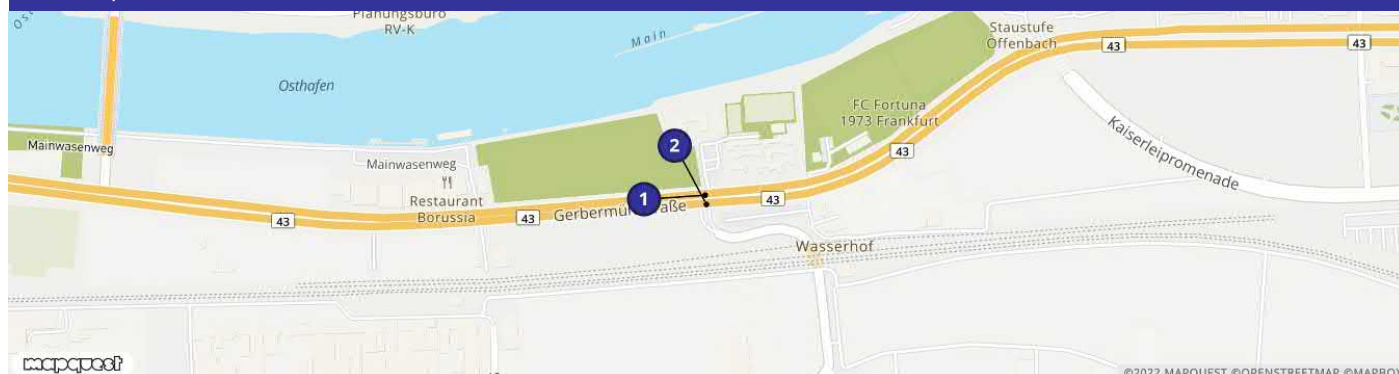 Planungsbüro
RV-K
Main
Staustufe
Offenbach
43
43
Osthafen
FC Fortuna
1973 Frankfurt
Mainwasenweg
2
43
Kaiserleipromenade
Mainwasenweg
Restaurant
Borussia
1
43
43
43
Wasserhof
mapquest
©2022 MAPQUEST ©OPENSTREETMAP